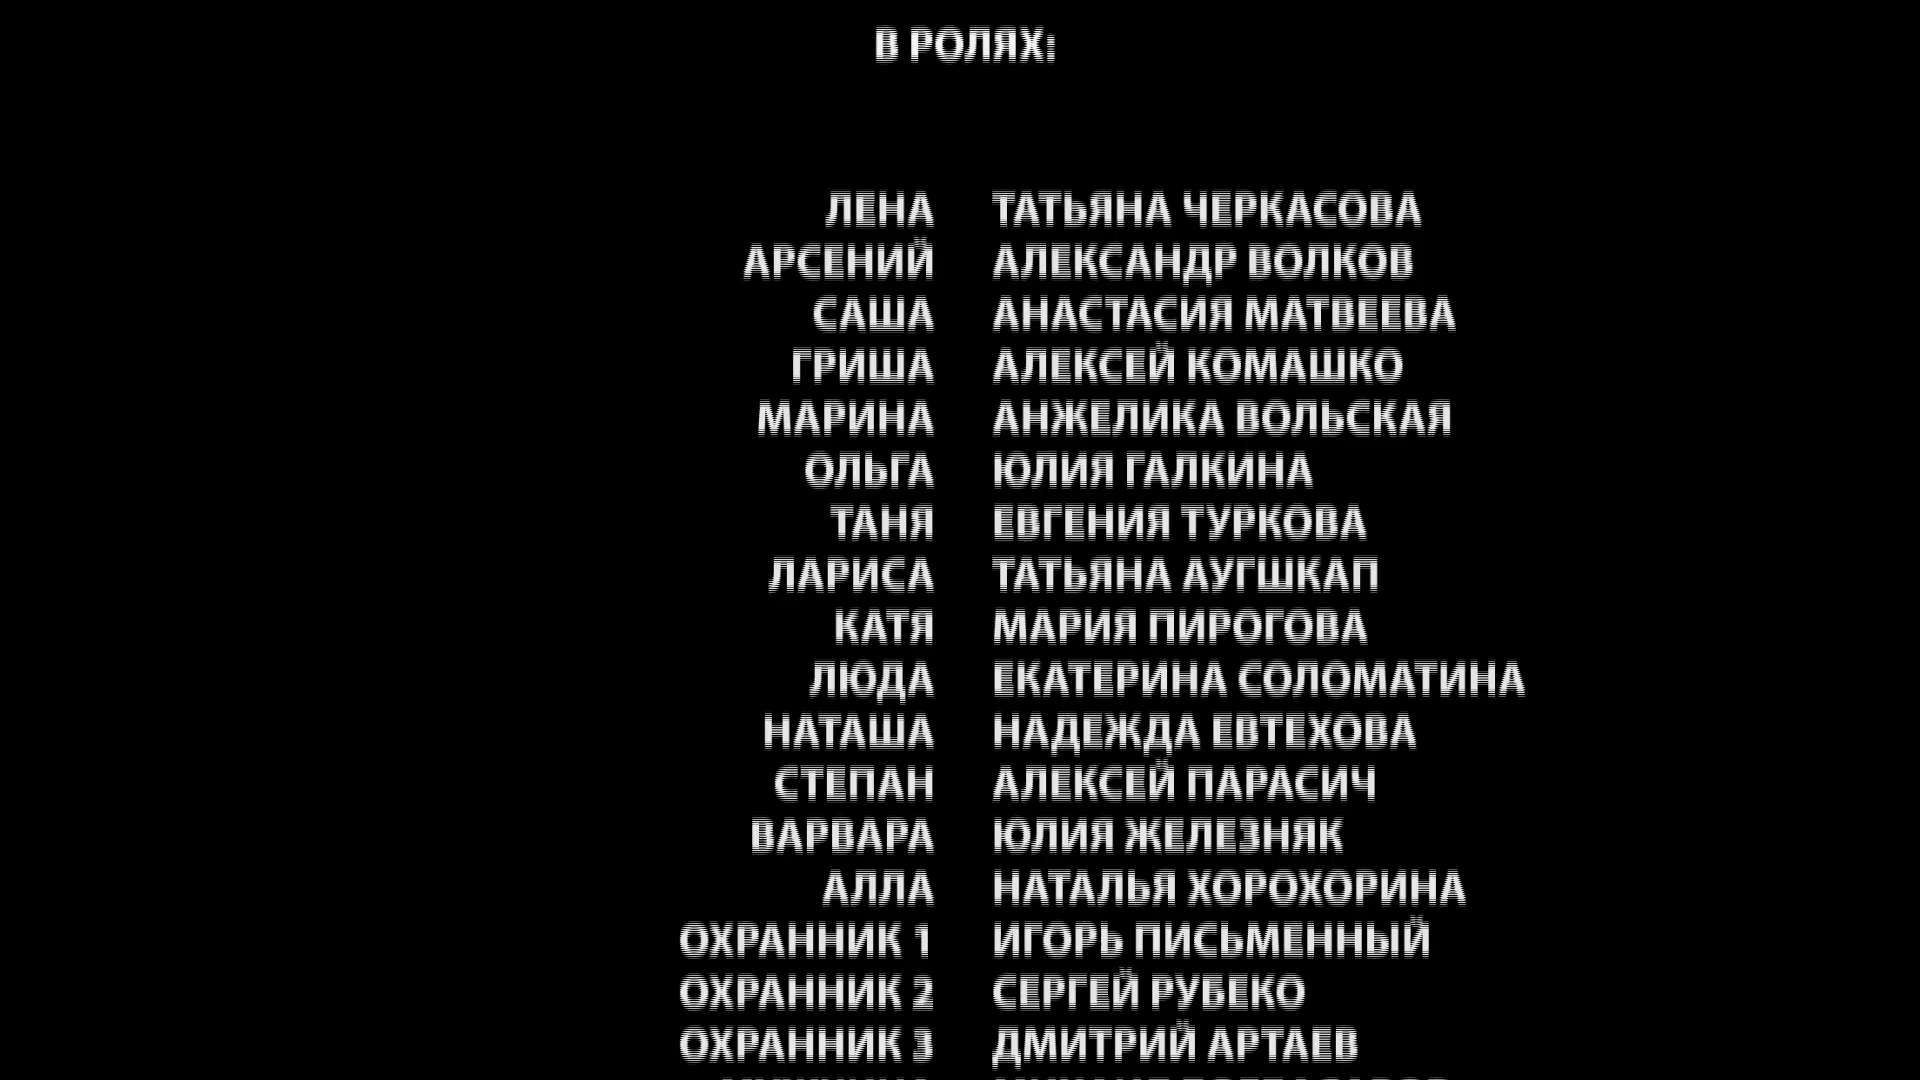 В РОЛЯХ:
ЛЕНА ТАТЬЯНА ЧЕРКАСОВА
АРСЕНИЙ АЛЕКСАНДР ВОЛКОВ
САША АНАСТАСИЯ МАТВЕЕВА
ГРИША АЛЕКСЕЙ КОМАШКО
МАРИНА АНЖЕЛИКА ВОЛЬСКАЯ
ОЛЬГА ЮЛИЯ ГАЛКИНА
ТАНЯ ЕВГЕНИЯ ТУРКОВА
ЛАРИСА ТАТЬЯНА АУГШКАП
КАТЯ МАРИЯ ПИРОГОВА
ЛЮДА ЕКАТЕРИНА СОЛОМАТИНА
НАТАША НАДЕЖДА ЕВТЕХОВА
СТЕПАН АЛЕКСЕЙ ПАРАСИЧ
ВАРВАРА ЮЛИЯ ЖЕЛЕЗНЯК
АЛЛА НАТАЛЬЯ ХОРОХОРИНА
ОХРАННИК 1 ИГОРЬ ПИСЬМЕННЫЙ
ОХРАННИК 2 СЕРГЕЙ РУБЕКО
ОХРАННИК 3 ДМИТРИЙ АРТАЕВ